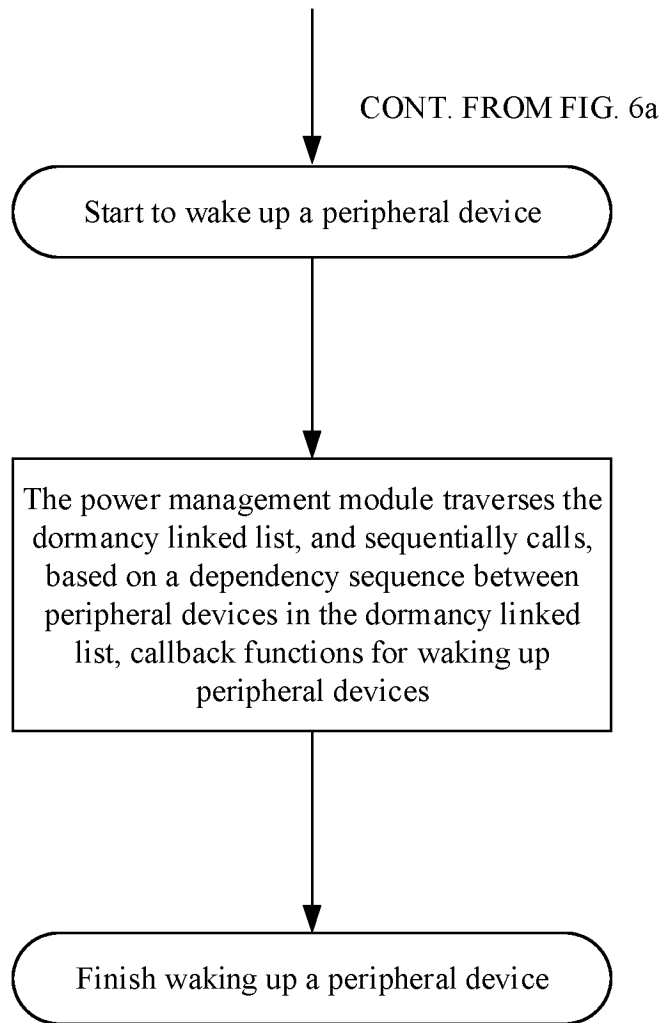 CONT. FROM FIG. 6a
Start to wake up a peripheral device
The power management module traverses the
dormancy linked list, and sequentially calls,
based on a dependency sequence between
peripheral devices in the dormancy linked
list, callback functions for waking up
peripheral devices
Finish waking up a peripheral device